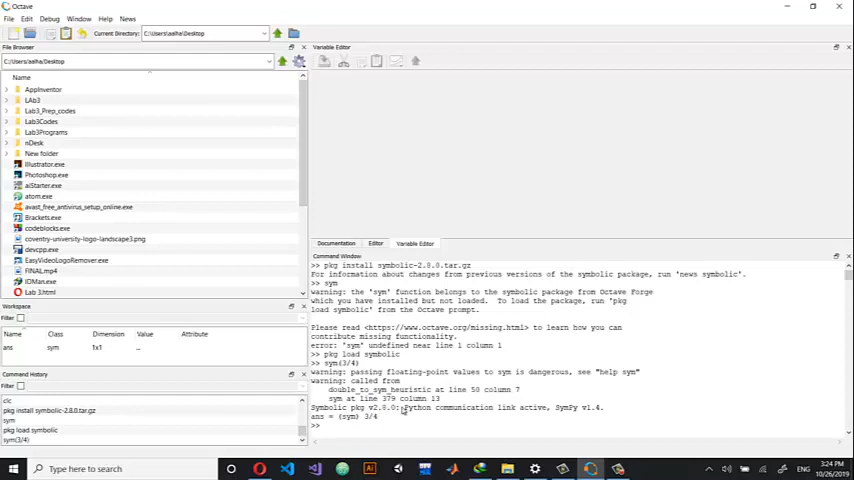 Octave
File Edit Debug Window Help News
Current Directory: C:\Users\aalha\Desktop
File Browser
C:/Users/aalha/Desktop
Name
AppInventor
LAb3
Lab3_Prep_codes
Lab3Codes
Lab3Programs
nDesk
New folder
Illustrator.exe
Photoshop.exe
aiStarter.exe
atom.exe
avast_free_antivirus_setup_online.exe
Brackets.exe
codeblocks.exe
coventry-university-logo-landscape3.png
devcpp.exe
EasyVideoLogoRemover.exe
FINAL.mp4
IDMan.exe
Lab 3.html
Workspace
Filter
Name Class Dimension Value Attribute
ans sym 1x1 ..
Command History
Filter
clc
pkg install symbolic-2.8.0.tar.gz
sym
pkg load symbolic
sym(3/4)
Variable Editor
Documentation Editor Variable Editor
Command Window
>> pkg install symbolic-2.8.0.tar.gz
For information about changes from previous versions of the symbolic package, run 'news symbolic'.
>> sym
warning: the 'sym' function belongs to the symbolic package from Octave Forge
which you have installed but not loaded. To load the package, run 'pkg
load symbolic' from the Octave prompt.
Please read <https://www.octave.org/missing.html> to learn how you can
contribute missing functionality.
error: 'sym' undefined near line 1 column 1
>> pkg load symbolic
>> sym(3/4)
warning: passing floating-point values to sym is dangerous, see "help sym"
warning: called from
double_to_sym_heuristic at line 50 column 7
sym at line 379 column 13
Symbolic pkg v2.8.0: Python communication link active, SymPy v1.4.
ans = (sym) 3/4
>>
Type here to search
ENG
3:24 PM
10/26/2019